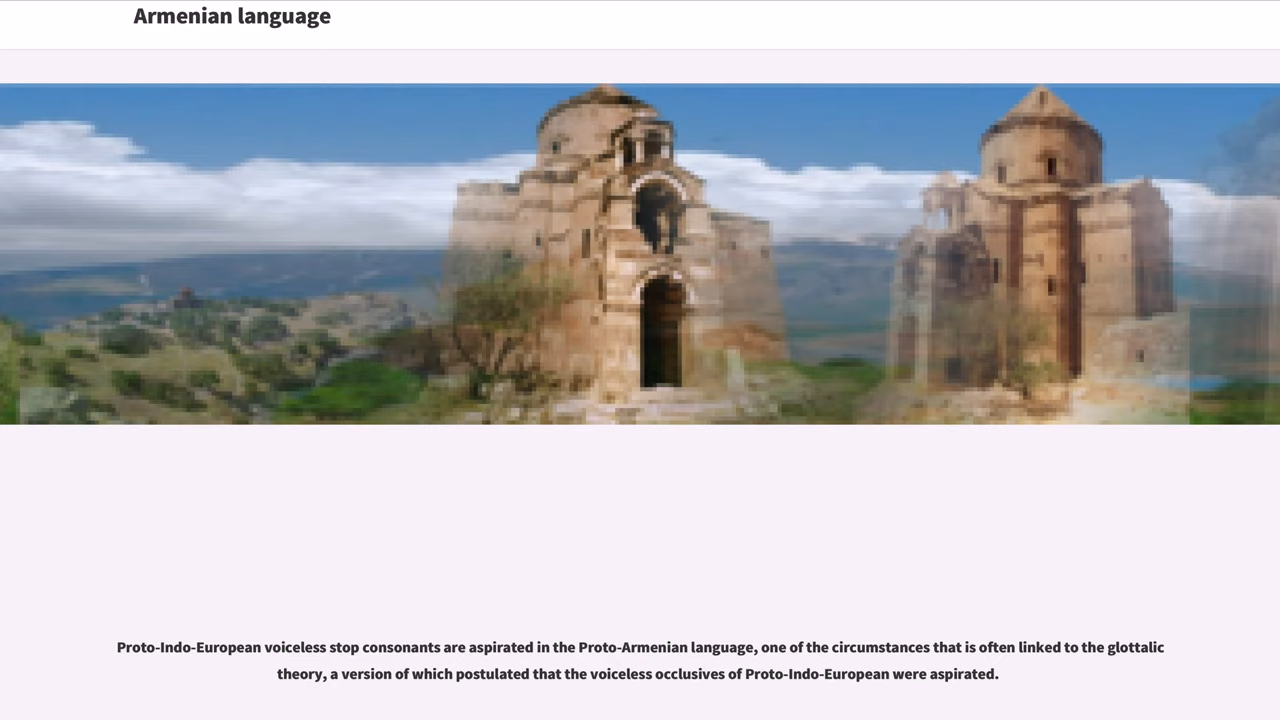 Armenian language
Proto-Indo-European voiceless stop consonants are aspirated in the Proto-Armenian language, one of the circumstances that is often linked to the glottalic
theory, a version of which postulated that the voiceless occlusives of Proto-Indo-European were aspirated.